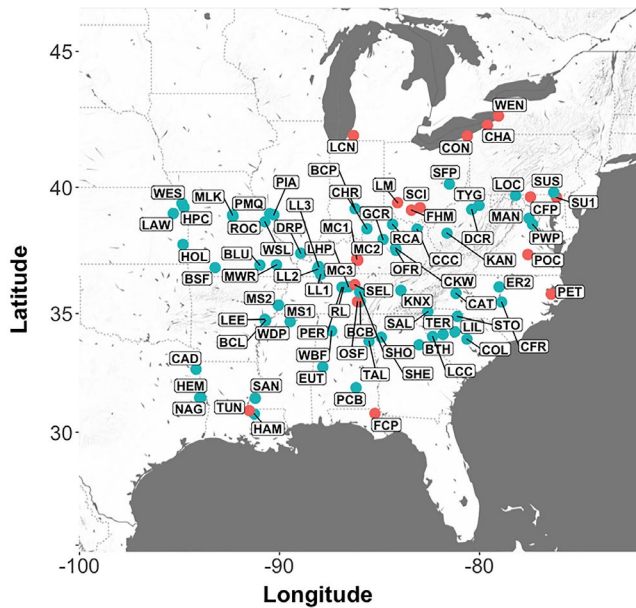 45
WEN
CHA
LCN
CON
BCP
SFP
40
WES
PIA
CHR
LM
SCI
LOC
SUS
MLK
PMQ
LL3
TYG
SU1
LAW
HPC
GCR
FHM
MAN
CFP
ROC
DRP
MC1
RCA
DCR
PWP
HOL
WSL
LHP
MC2
CCC
KAN
POC
BLU
MC3
OFR
BSF
MWR
LL2
CKW
ER2
LL1
SEL
PET
MS2
KNX
CAT
MS1
RL
SAL
TER
LIL
STO
LEE
BCB
WDP
PER
SHO
BTH
COL
CFR
BCL
OSF
WBF
SHE
LCC
CAD
EUT
TAL
HEM
SAN
PCB
35
NAG
TUN
HAM
FCP
30
-100
-90
-80
Latitude
Longitude